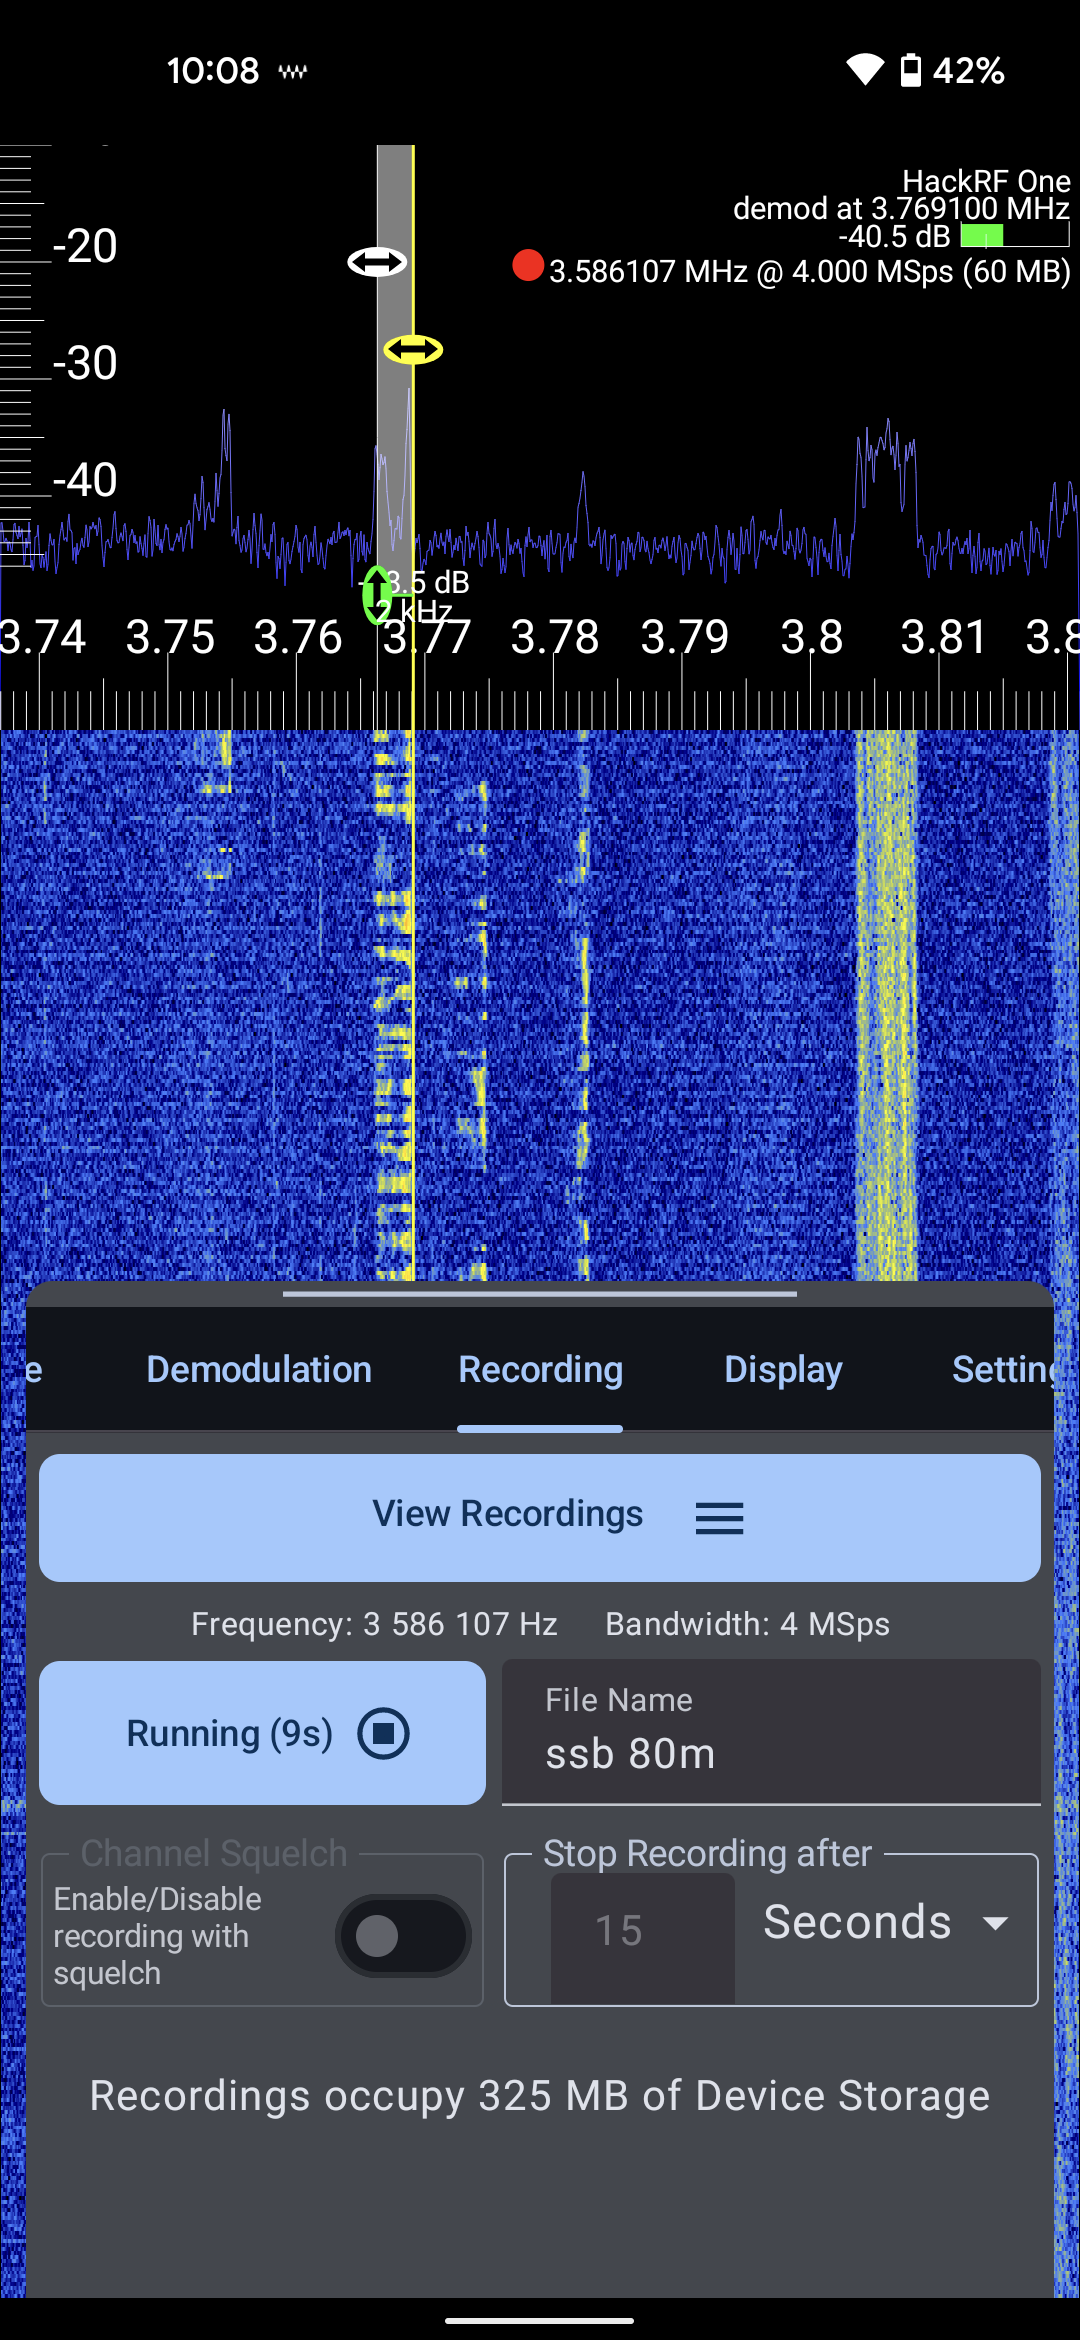 10:08 42%
HackRF One
demod at 3.769100 MHz
-40.5 dB
3.586107 MHz @ 4.000 MSps (60 MB)
-20
-30
-40
3.5 dB
kHz
3.74 3.75 3.76 3.77 3.78 3.79 3.8 3.81 3.8
e Demodulation Recording Display Setting
View Recordings
Frequency: 3 586 107 Hz Bandwidth: 4 MSps
Running (9s)
File Name
ssb 80m
Channel Squelch
Enable/Disable
recording with
squelch
Stop Recording after
15 Seconds
Recordings occupy 325 MB of Device Storage